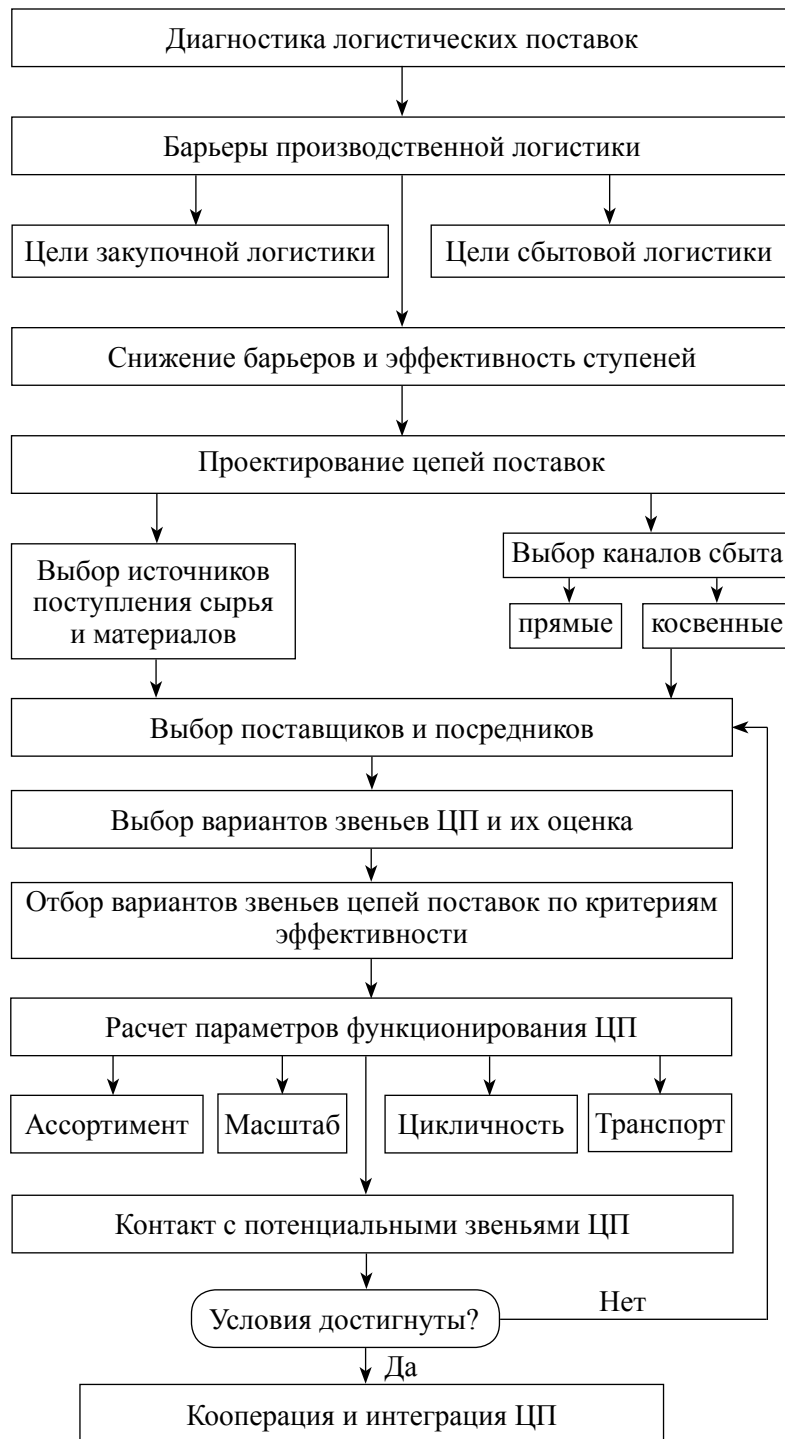 Диагностика логистических поставок
Барьеры производственной логистики
Цели закупочной логистики
Цели сбытовой логистики
Снижение барьеров и эффективность ступеней
Проектирование цепей поставок
Выбор источников
поступления сырья
и материалов
Выбор каналов сбыта
прямые
косвенные
Выбор поставщиков и посредников
Выбор вариантов звеньев ЦП и их оценка
Отбор вариантов звеньев цепей поставок по критериям
эффективности
Расчет параметров функционирования ЦП
Ассортимент
Масштаб
Цикличность
Транспорт
Контакт с потенциальными звеньями ЦП
Условия достигнуты?
Нет
Да
Кооперация и интеграция ЦП